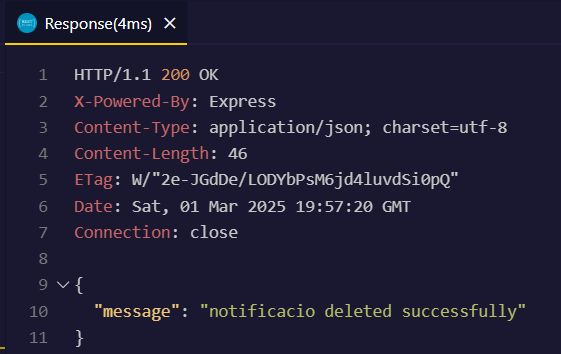 Response(4ms)
1 HTTP/1.1 200 OK
2 X-Powered-By: Express
3 Content-Type: application/json; charset=utf-8
4 Content-Length: 46
5 ETag: W/"2e-JGdDe/LODYbPsM6jd4luvdSi0pQ"
6 Date: Sat, 01 Mar 2025 19:57:20 GMT
7 Connection: close
8
9 {
10 "message": "notificacio deleted successfully"
11 }